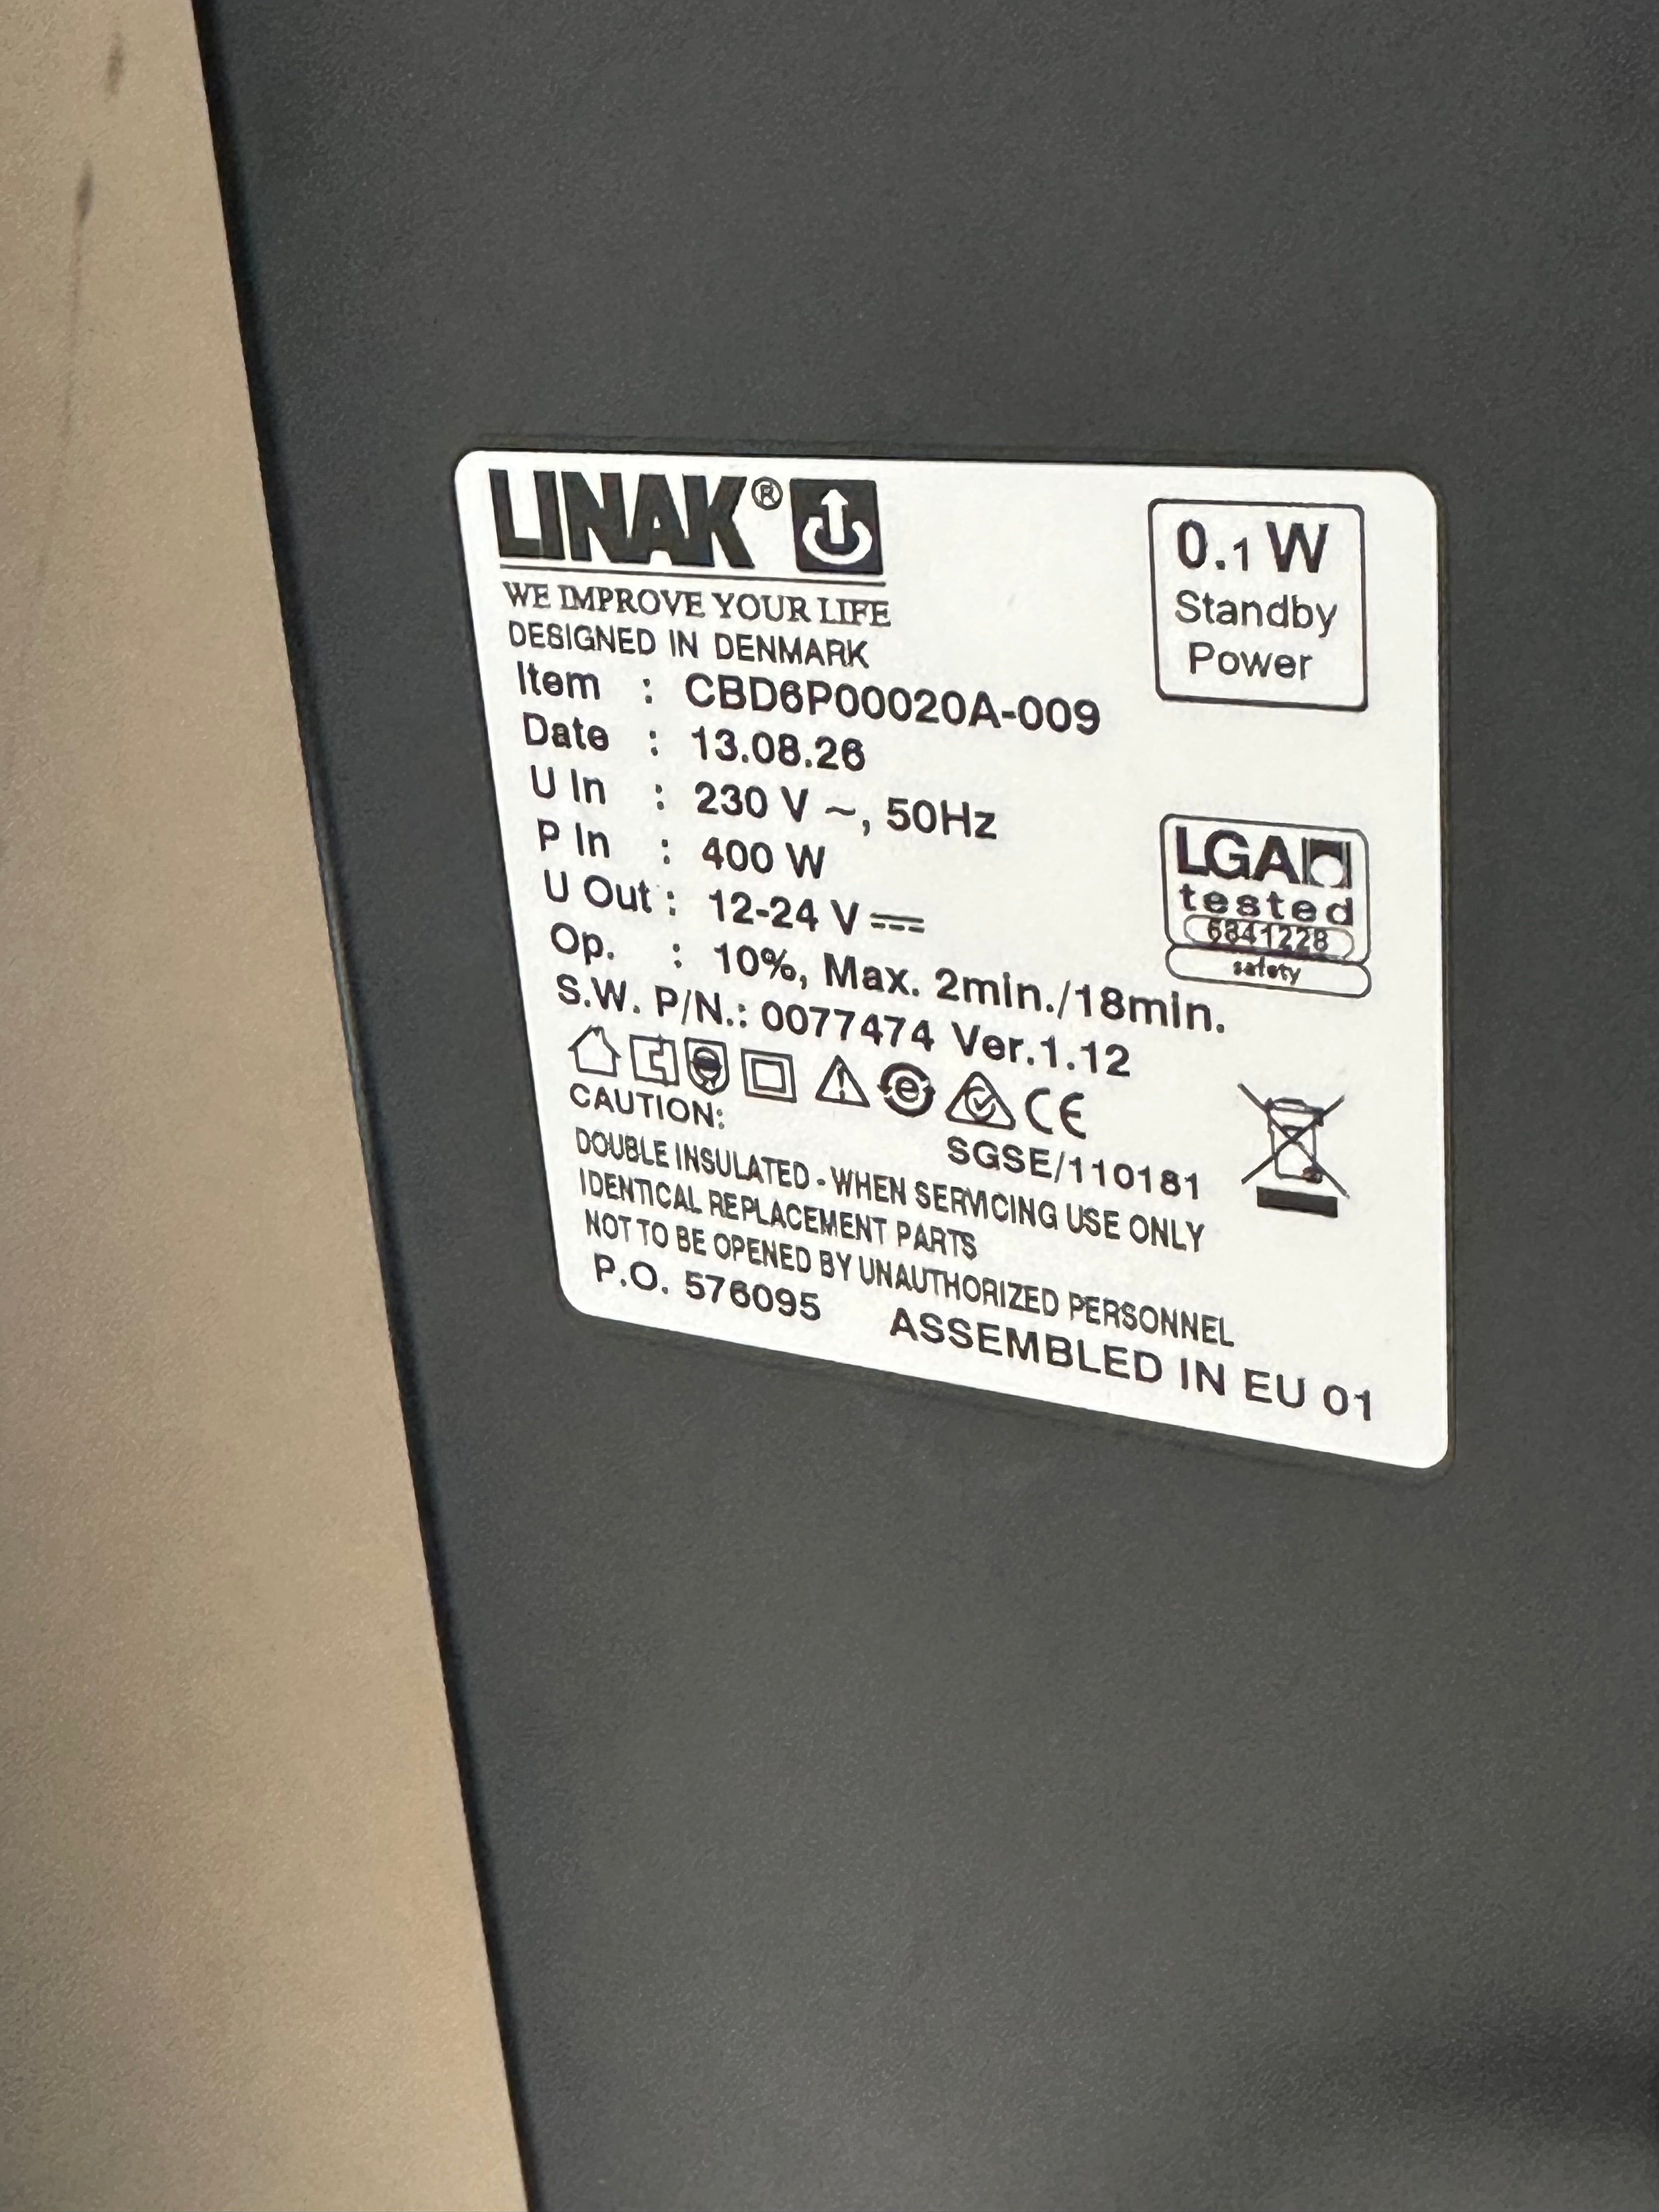 LINAK®
WE IMPROVE YOUR LIFE
DESIGNED IN DENMARK
0.1 W
Standby
Power
Item : CBD6P00020A-009
Date : 13.08.26
U In : 230 V ~, 50Hz
P In : 400 W
U Out : 12-24 V ⎓
Op. : 10%, Max. 2min./18min.
S.W. P/N.: 0077474 Ver.1.12
LGA
tested
6841228
safety
CE
CAUTION:
SGSE/110181
DOUBLE INSULATED - WHEN SERVICING USE ONLY
IDENTICAL REPLACEMENT PARTS
NOT TO BE OPENED BY UNAUTHORIZED PERSONNEL
P.O. 576095 ASSEMBLED IN EU 01